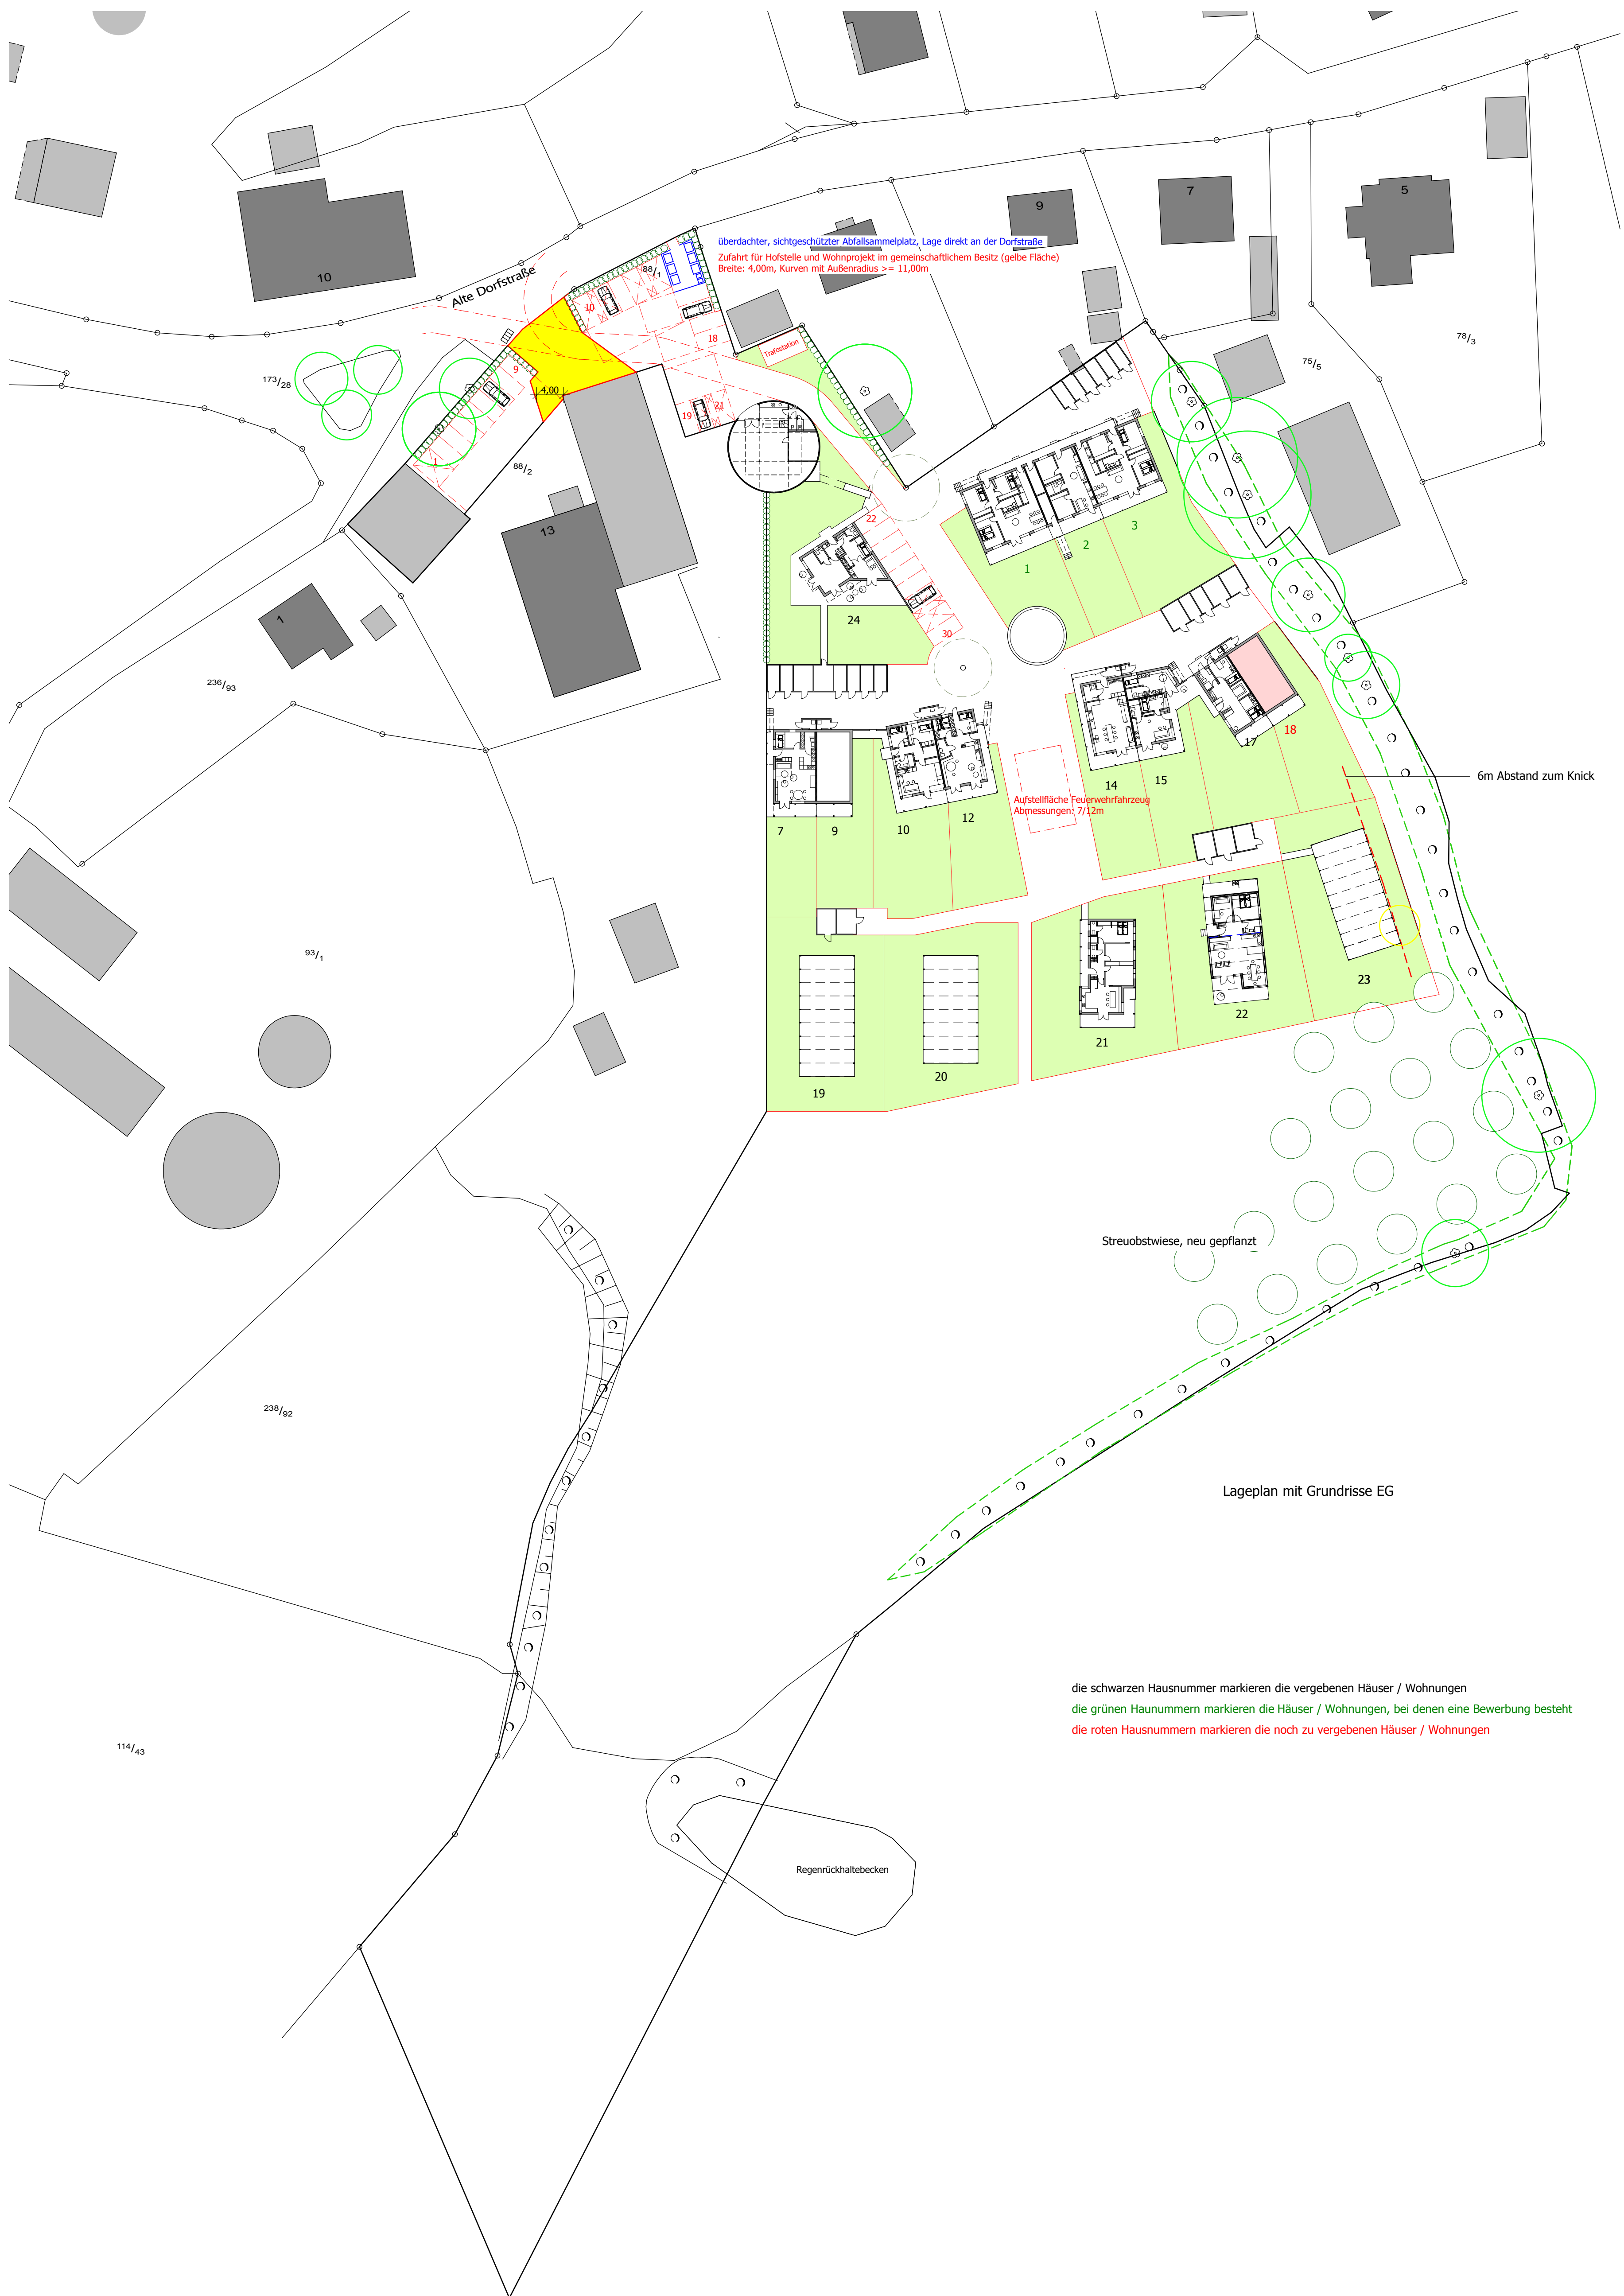 5
7
9
10
Alte Dorfstraße
überdachter, sichtgeschützter Abfallsammelplatz, Lage direkt an der Dorfstraße
Zufahrt für Hofstelle und Wohnprojekt im gemeinschaftlichem Besitz (gelbe Fläche)
Breite: 4,00m, Kurven mit Außenradius >= 11,00m
88/1
10
18
Trafostation
78/3
75/5
173/28
9
4,00
19
21
1
88/2
13
22
3
2
1
24
30
1
236/93
17
18
14
15
6m Abstand zum Knick
Aufstellfläche Feuerwehrfahrzeug
Abmessungen: 7/12m
7
9
10
12
93/1
23
22
21
20
19
Streuobstwiese, neu gepflanzt
238/92
Lageplan mit Grundrisse EG
die schwarzen Hausnummer markieren die vergebenen Häuser / Wohnungen
die grünen Haunummern markieren die Häuser / Wohnungen, bei denen eine Bewerbung besteht
die roten Hausnummern markieren die noch zu vergebenen Häuser / Wohnungen
114/43
Regenrückhaltebecken